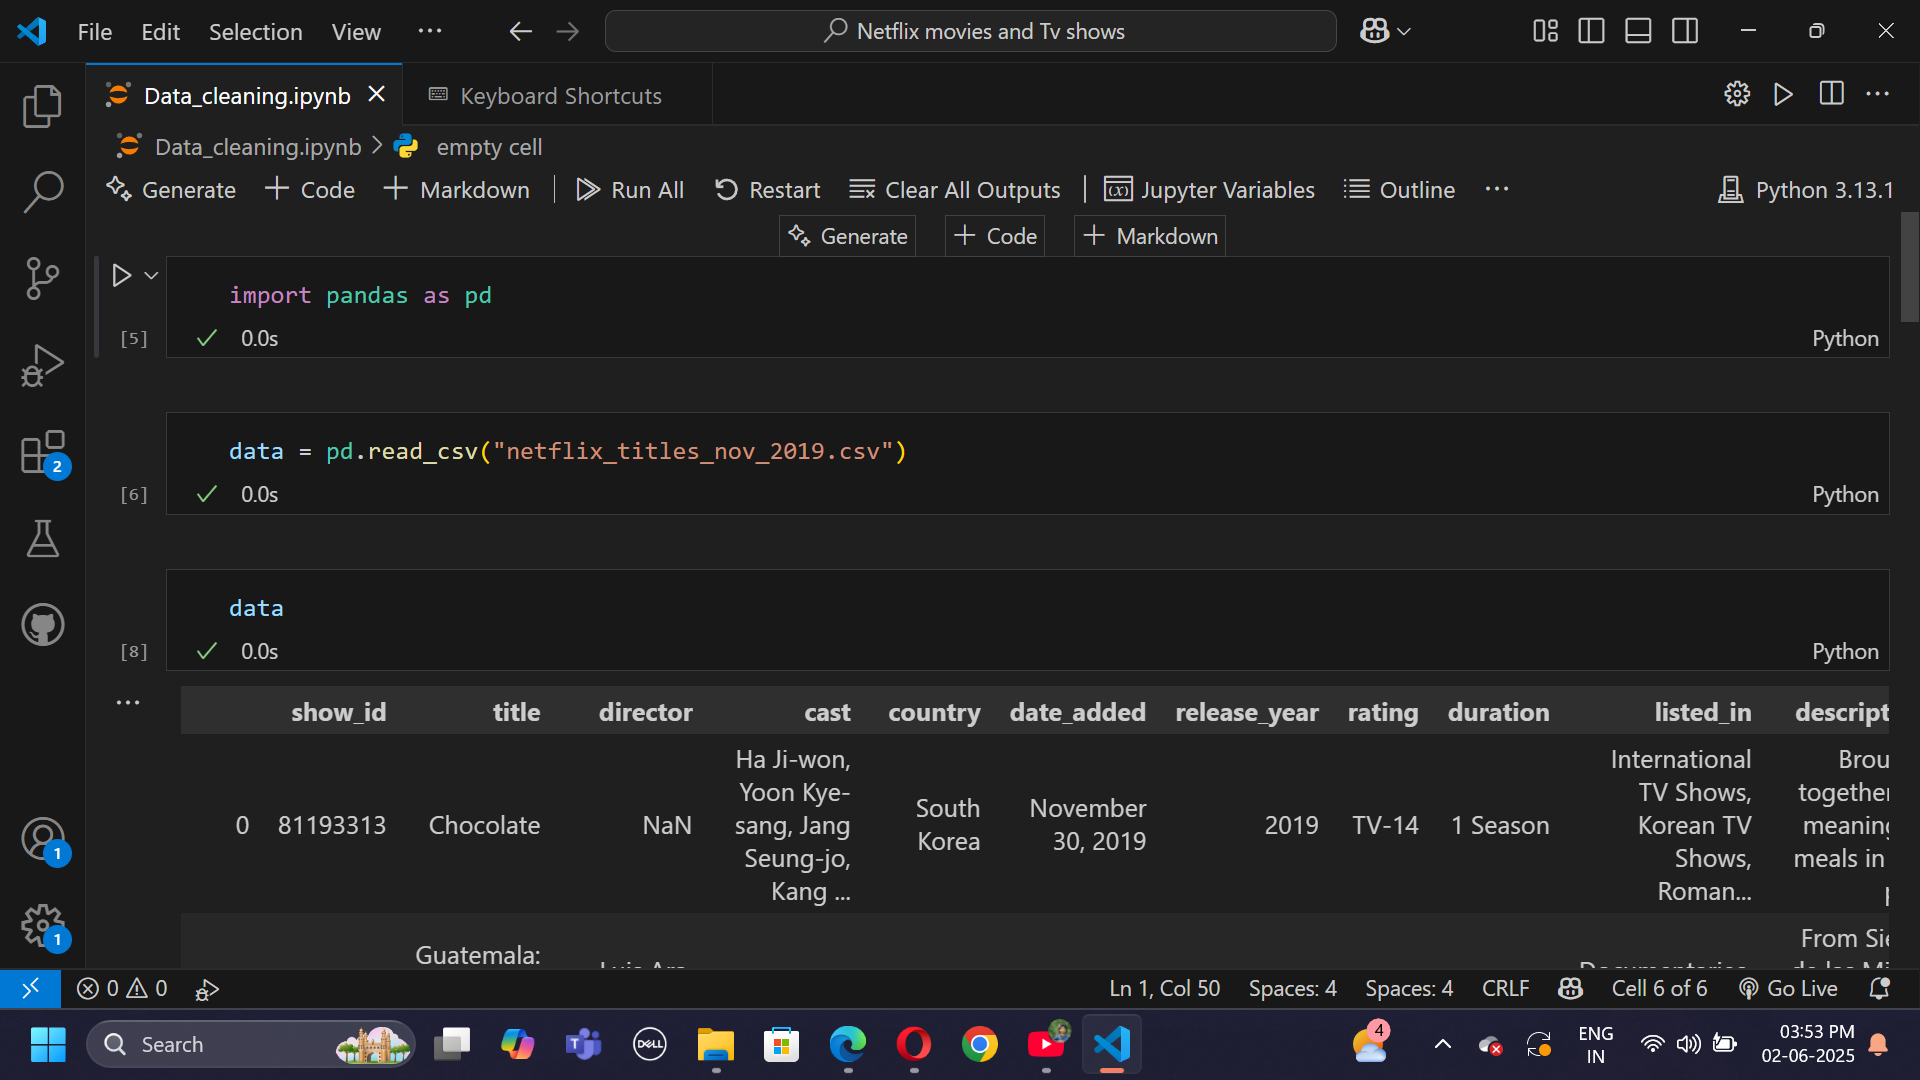 File Edit Selection View ... Netflix movies and Tv shows
Data_cleaning.ipynb Keyboard Shortcuts
Data_cleaning.ipynb > empty cell
Generate + Code + Markdown Run All Restart Clear All Outputs Jupyter Variables Outline ... Python 3.13.1
Generate + Code + Markdown
import pandas as pd
[5] 0.0s Python
data = pd.read_csv("netflix_titles_nov_2019.csv")
[6] 0.0s Python
data
[8] 0.0s Python
...
show_id title director cast country date_added release_year rating duration listed_in descript
0 81193313 Chocolate NaN Ha Ji-won, Yoon Kye-sang, Jang Seung-jo, Kang ... South Korea November 30, 2019 2019 TV-14 1 Season International TV Shows, Korean TV Shows, Roman... Brou together meaning meals in
Guatemala: From Sie
2
1
1
0 0 Ln 1, Col 50 Spaces: 4 Spaces: 4 CRLF Cell 6 of 6 Go Live
Search DELL 4 ENG IN 03:53 PM 02-06-2025